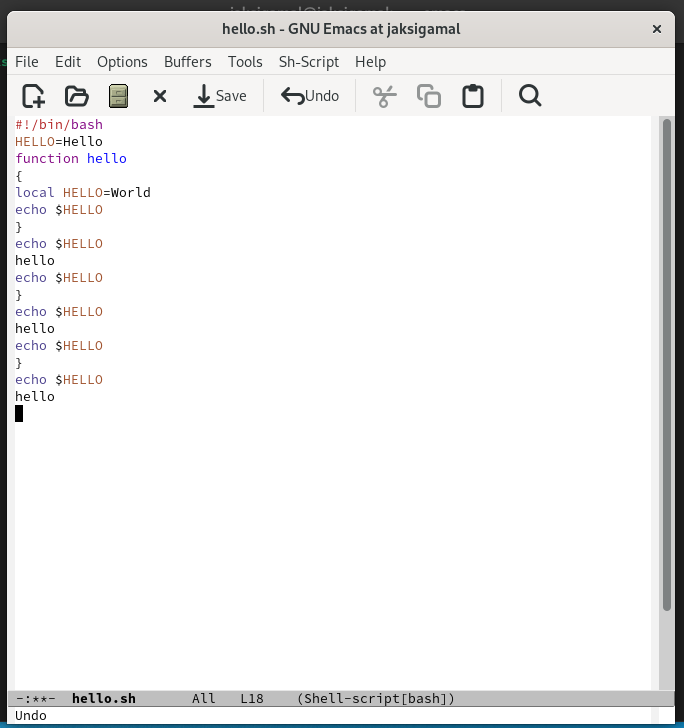 hello.sh - GNU Emacs at jaksigamal
File Edit Options Buffers Tools Sh-Script Help
Save Undo
#!/bin/bash
HELLO=Hello
function hello
{
local HELLO=World
echo $HELLO
}
echo $HELLO
hello
echo $HELLO
}
echo $HELLO
hello
echo $HELLO
}
echo $HELLO
hello
-:**- hello.sh All L18 (Shell-script[bash])
Undo